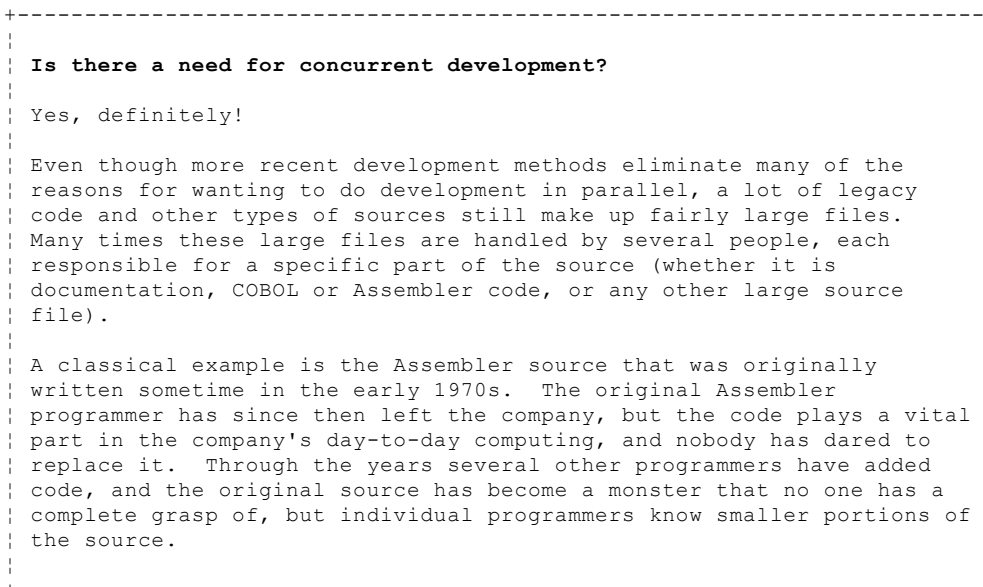 Is there a need for concurrent development?
Yes, definitely!
Even though more recent development methods eliminate many of the
reasons for wanting to do development in parallel, a lot of legacy
code and other types of sources still make up fairly large files.
Many times these large files are handled by several people, each
responsible for a specific part of the source (whether it is
documentation, COBOL or Assembler code, or any other large source
file).
A classical example is the Assembler source that was originally
written sometime in the early 1970s.  The original Assembler
programmer has since then left the company, but the code plays a vital
part in the company's day-to-day computing, and nobody has dared to
replace it.  Through the years several other programmers have added
code, and the original source has become a monster that no one has a
complete grasp of, but individual programmers know smaller portions of
the source.